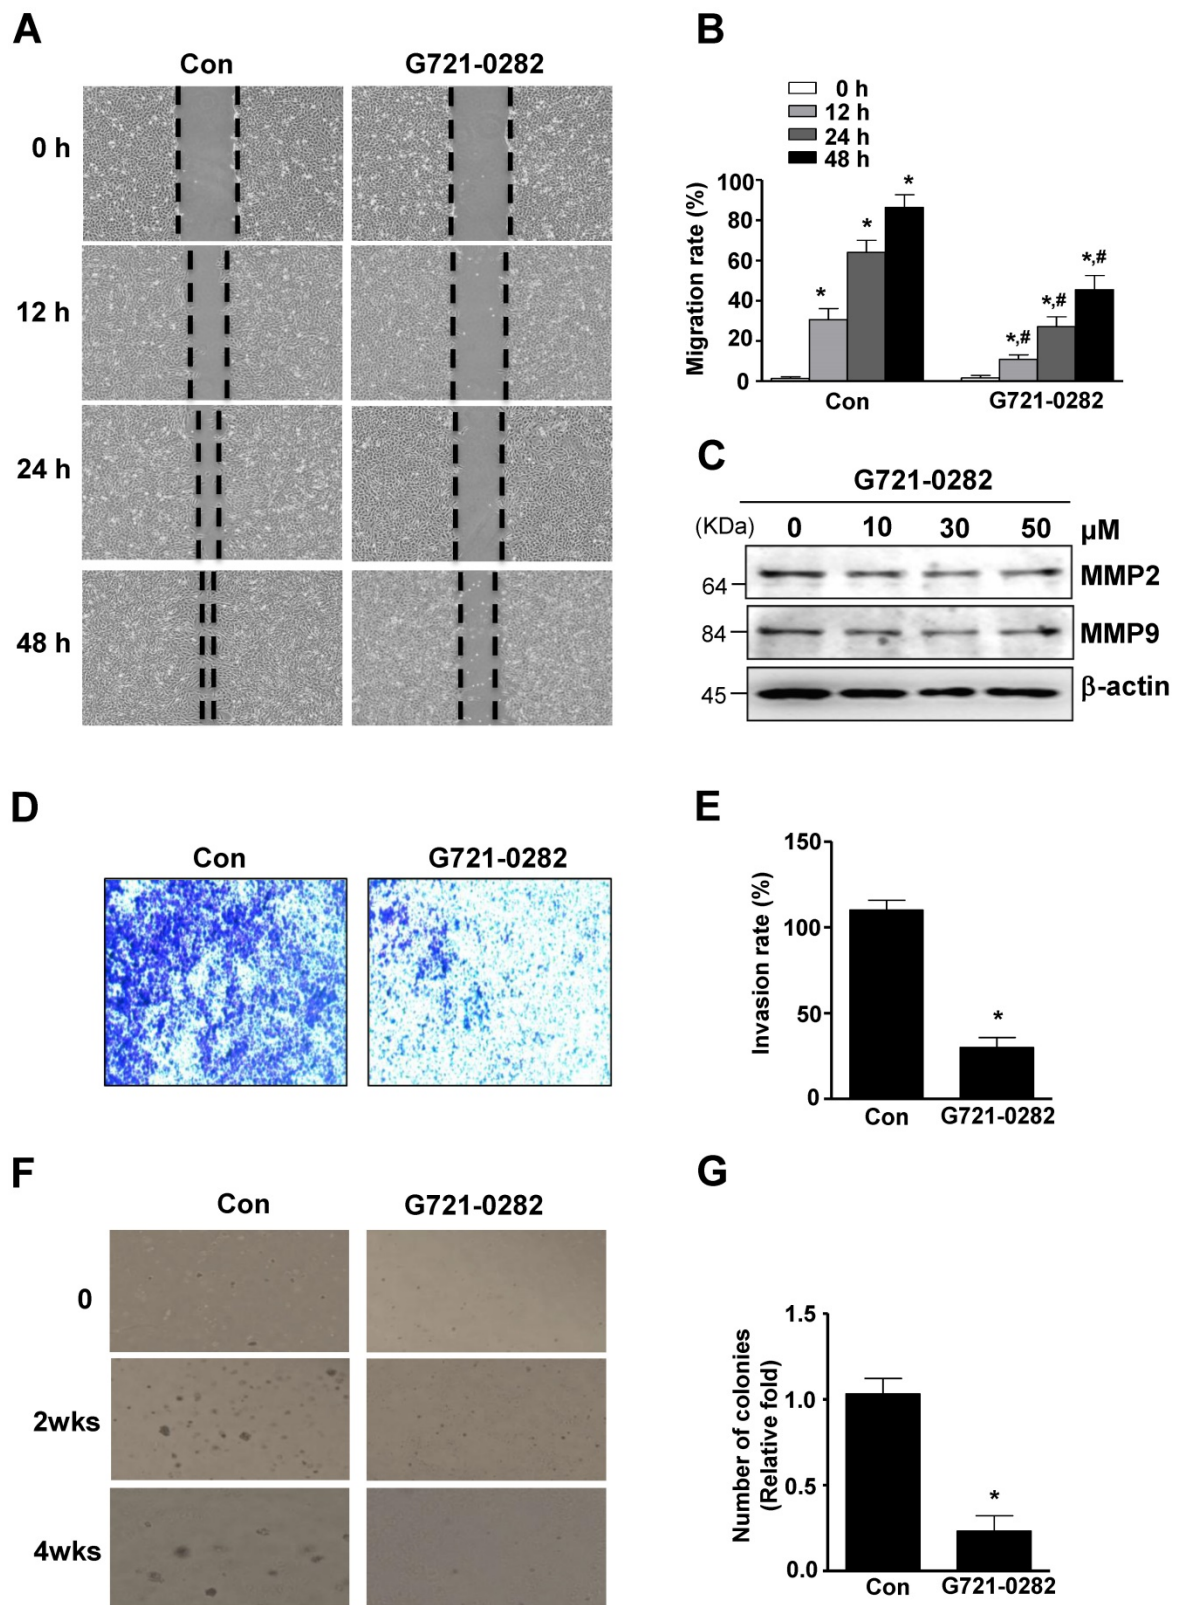 A
Con
G721-0282
0 h
12 h
24 h
48 h
B
0 h
12 h
24 h
48 h
Migration rate (%)
100
80
60
40
20
0
*
*
*
*,#
*,#
*,#
Con
G721-0282
C
G721-0282
(KDa)
0
10
30
50
µM
64
MMP2
84
MMP9
45
β-actin
D
Con
G721-0282
E
Invasion rate (%)
150
100
50
0
*
Con
G721-0282
F
Con
G721-0282
0
2wks
4wks
G
Number of colonies
(Relative fold)
1.5
1.0
0.5
0.0
*
Con
G721-0282